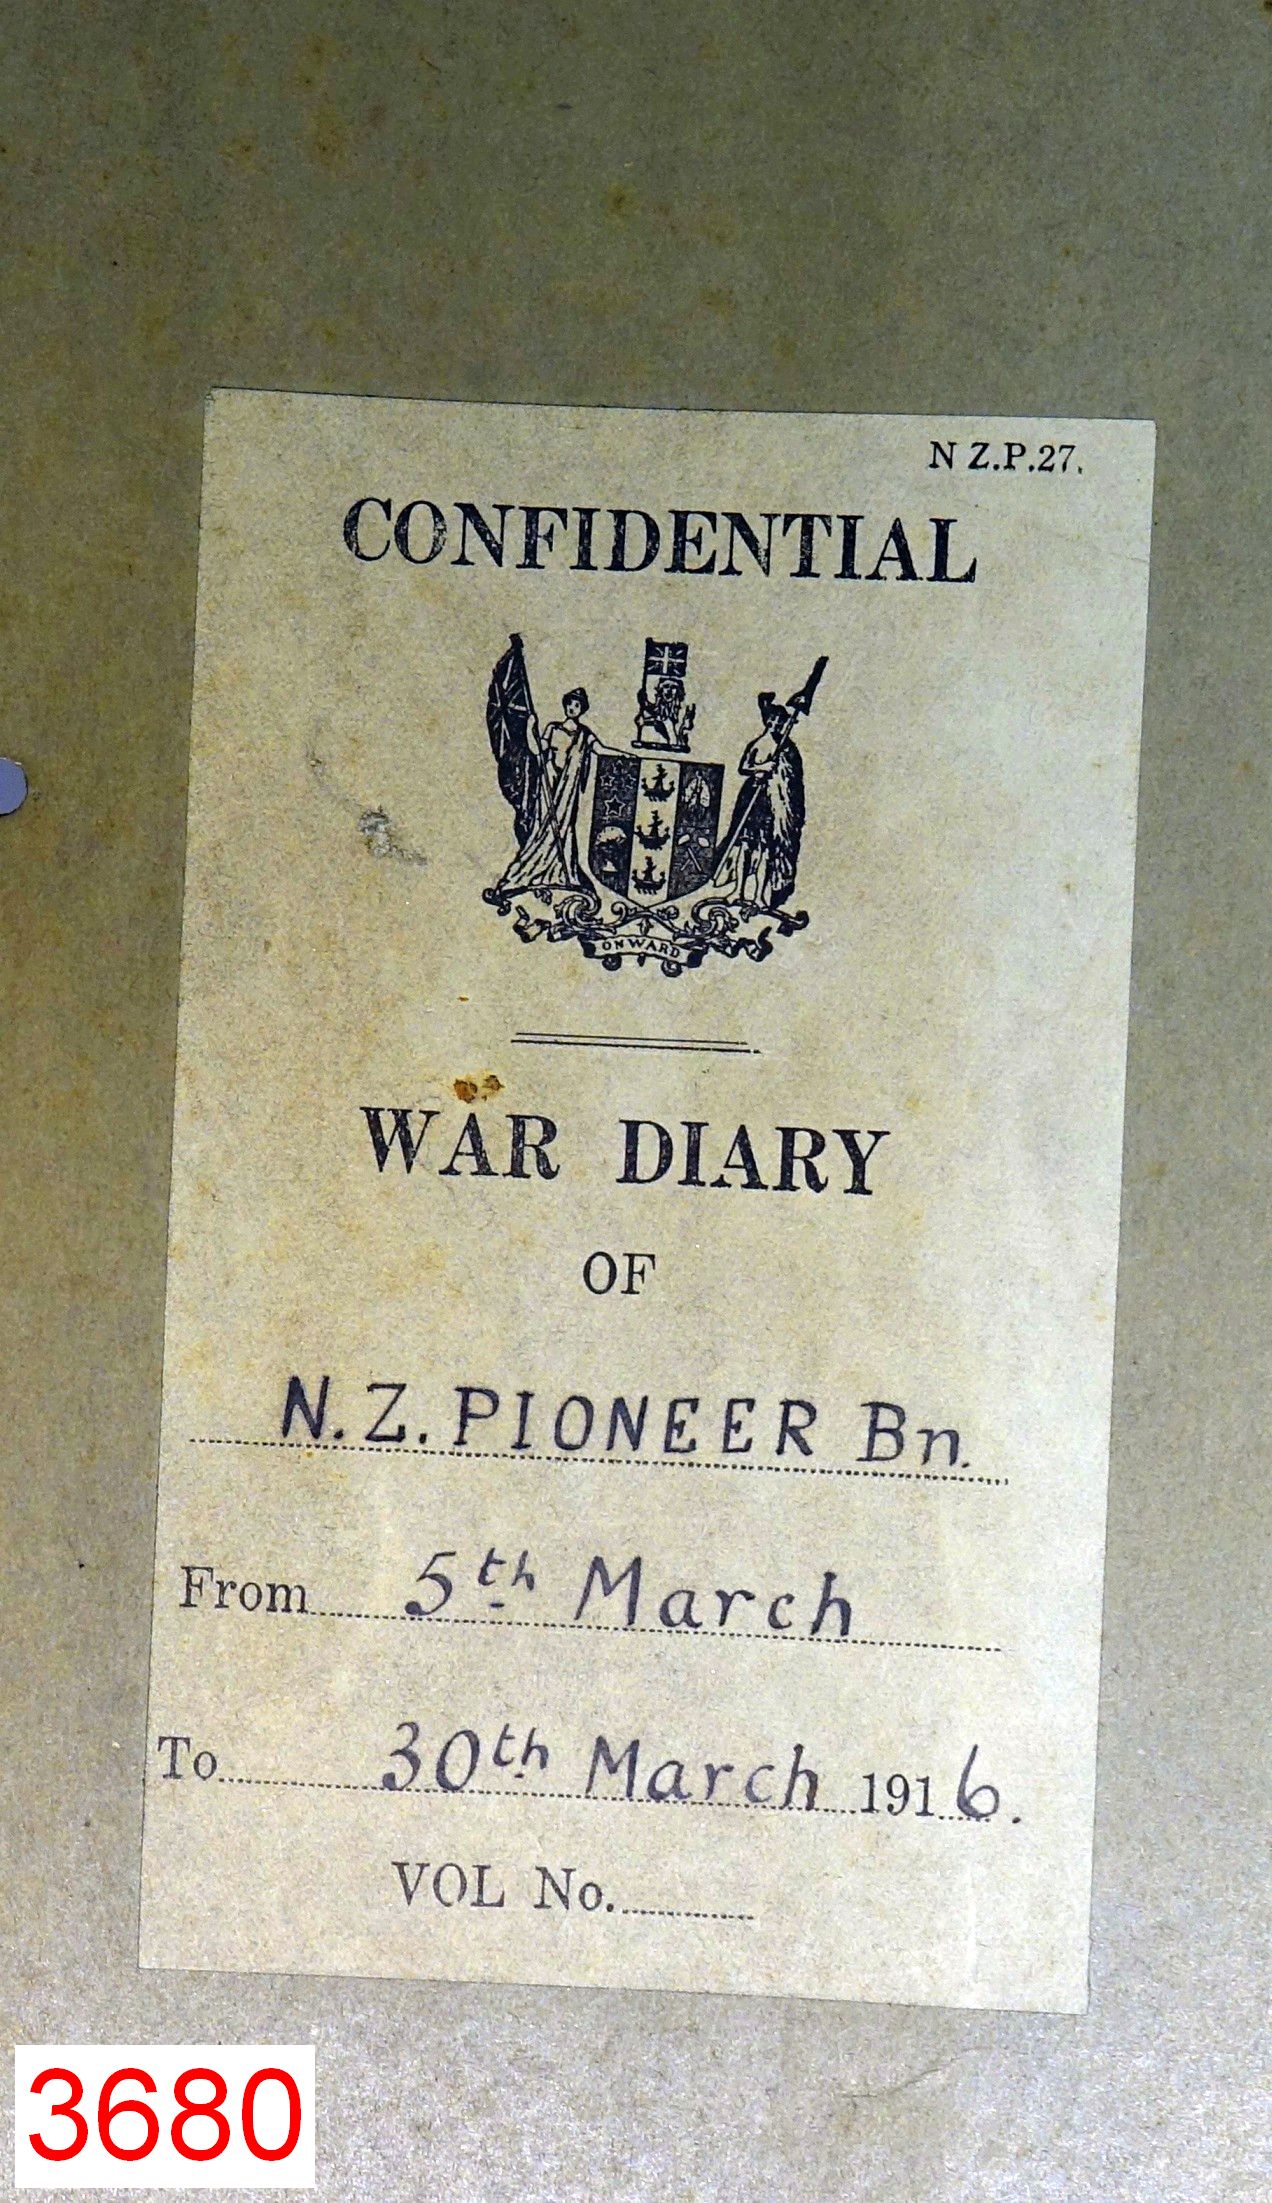 N Z.P.27.
CONFIDENTIAL
ONWARD
WAR DIARY
OF
N.Z. PIONEER Bn.
From 5th March
To 30th March 1916.
VOL No.
3680